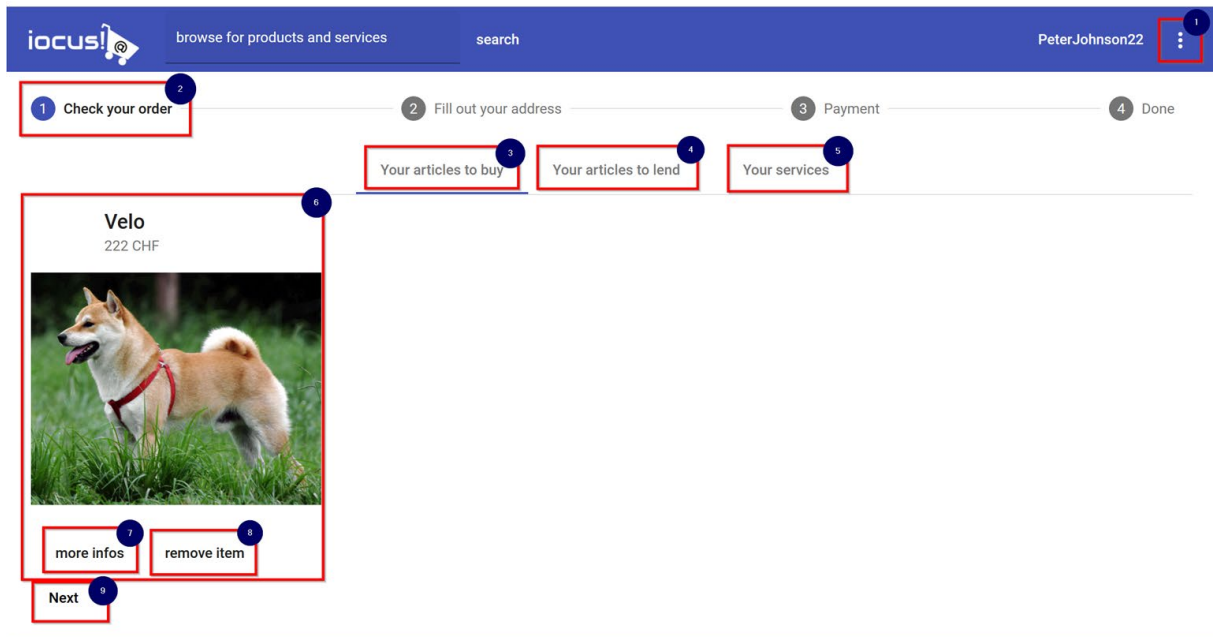 iocus!
@
browse for products and services
search
PeterJohnson22
1
1 Check your order
2
2 Fill out your address
3 Payment
4 Done
Your articles to buy
3
Your articles to lend
4
Your services
5
6
Velo
222 CHF
more infos
7
remove item
8
Next
9